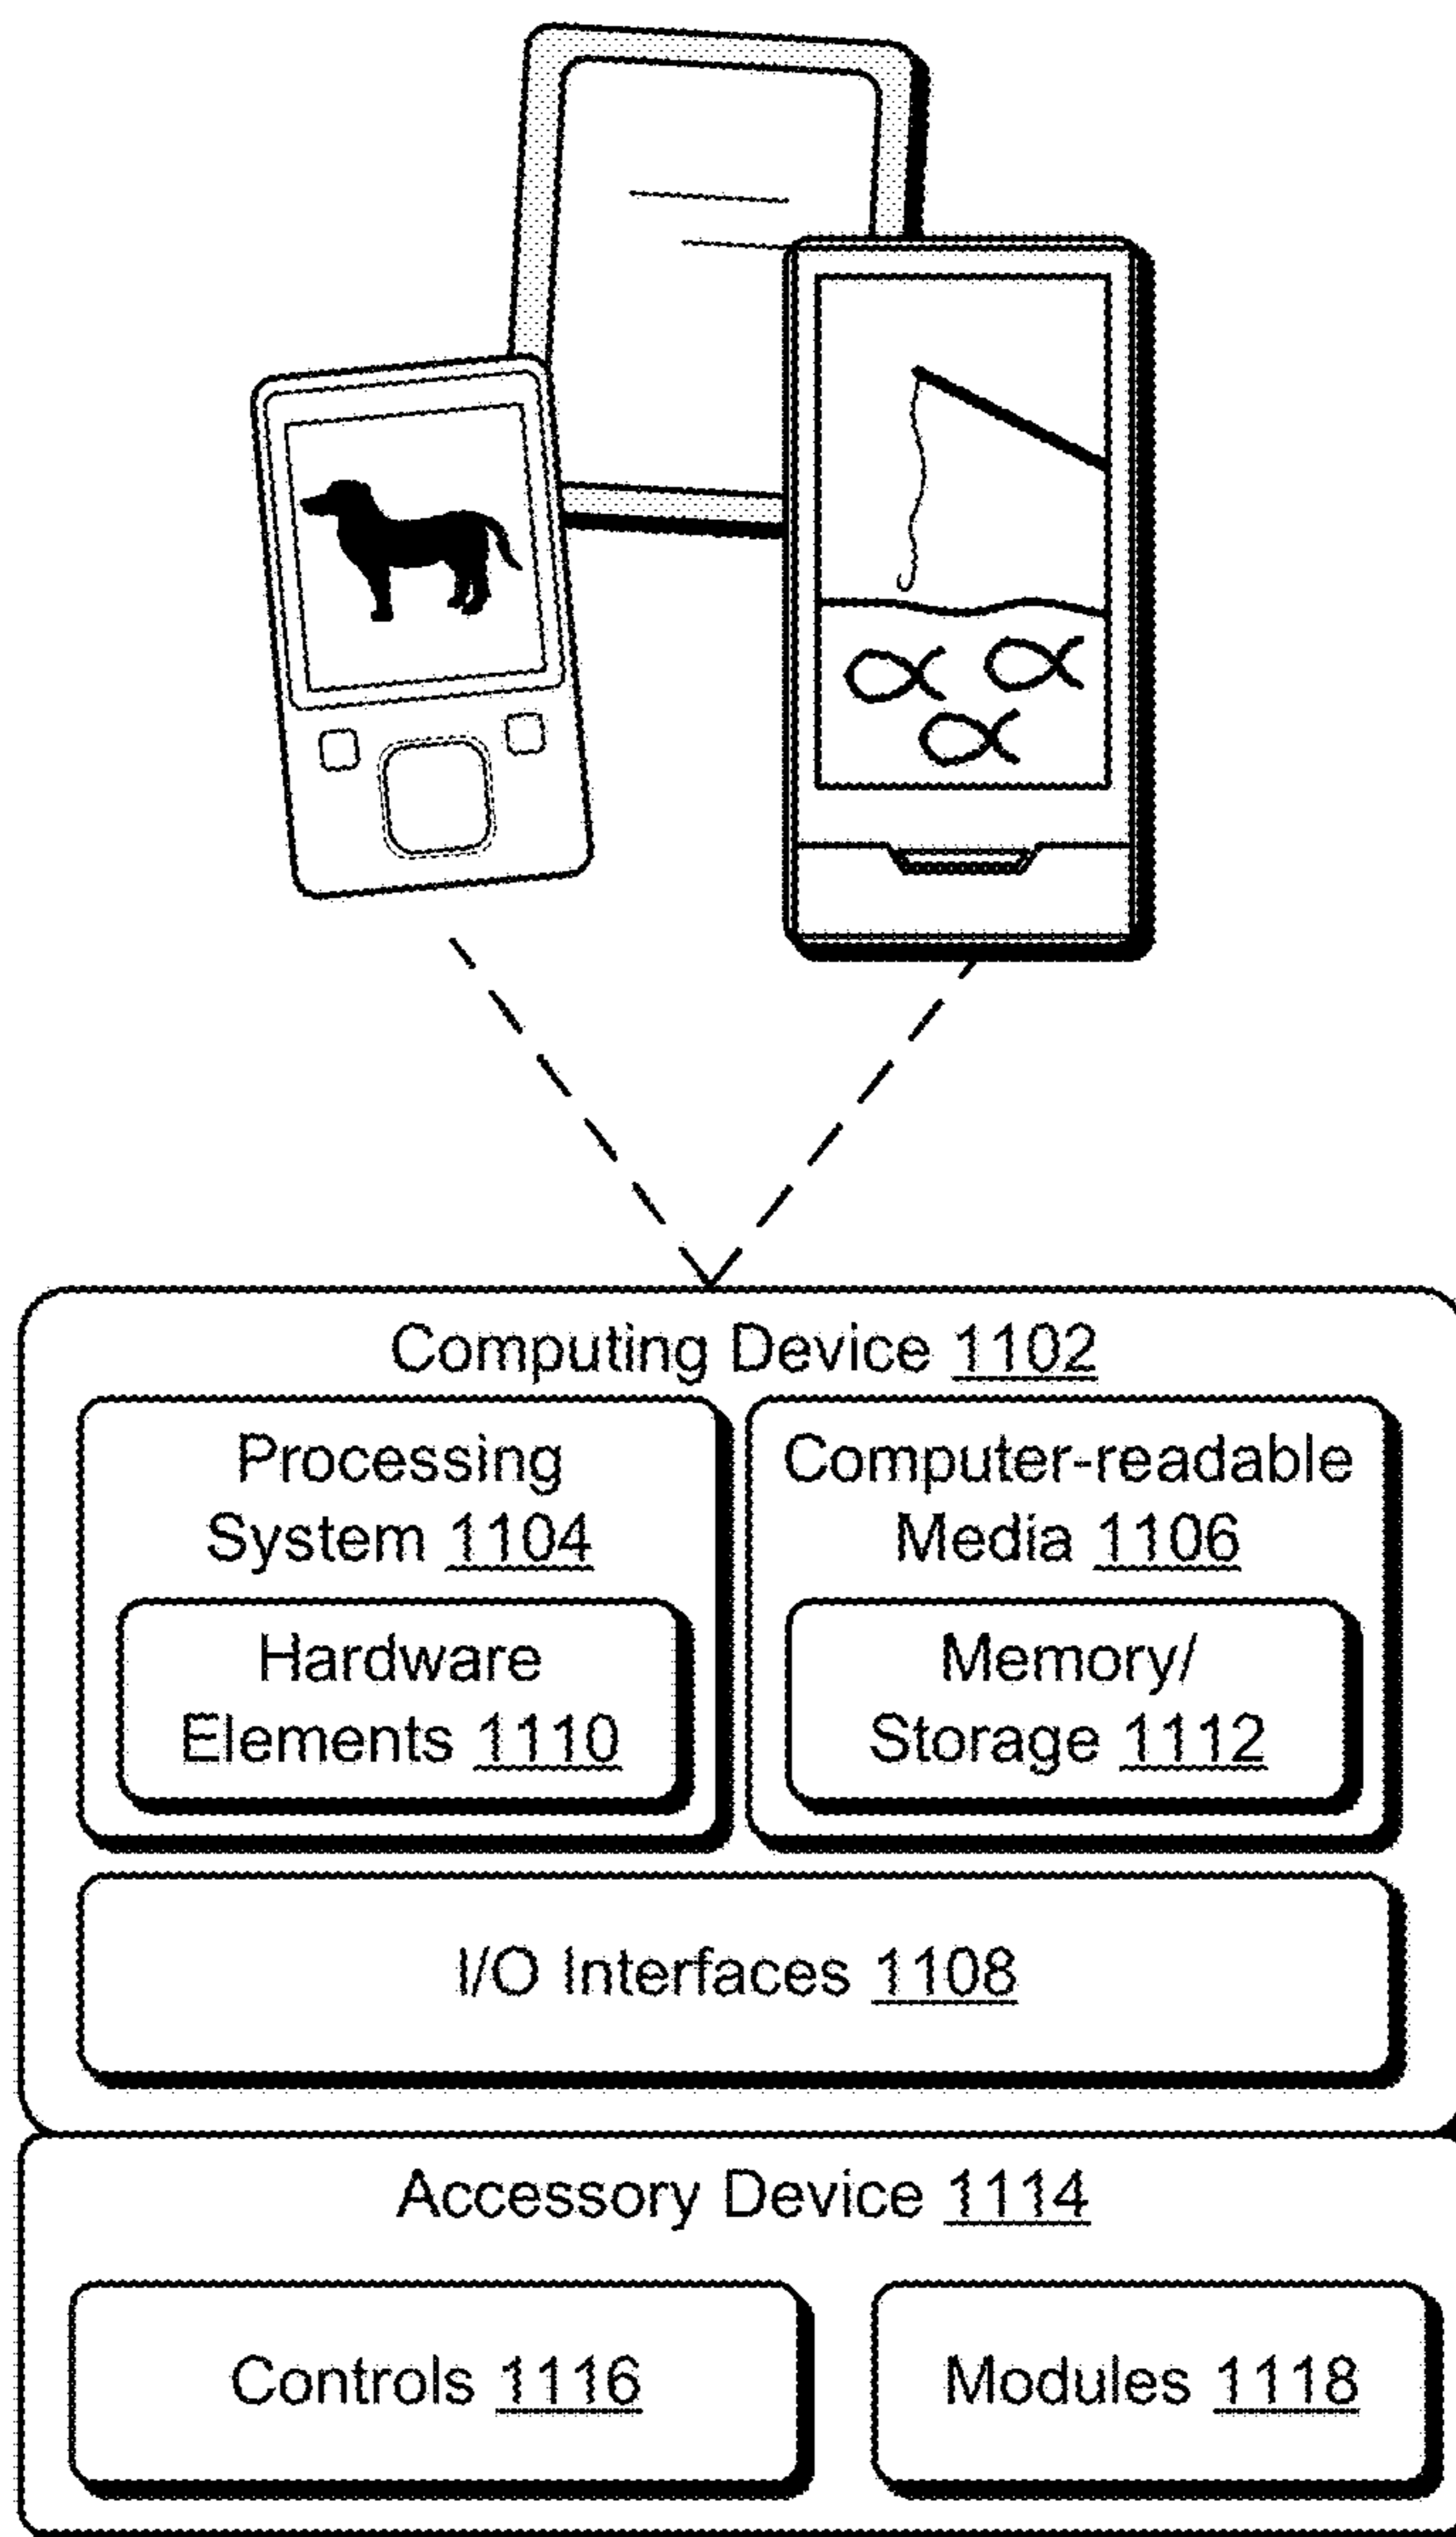 Computing Device 1102
Processing
System 1104
Hardware
Elements 1110
Computer-readable
Media 1106
Memory/
Storage 1112
I/O Interfaces 1108
Accessory Device 1114
Controls 1116
Modules 1118